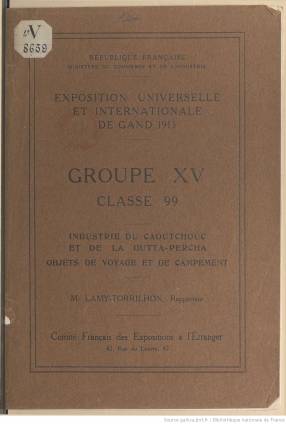 4°V
8659
RÉPUBLIQUE FRANÇAISE
MINISTÈRE DU COMMERCE ET DE L'INDUSTRIE
EXPOSITION UNIVERSELLE
ET INTERNATIONALE
DE GAND 1913
GROUPE XV
CLASSE 99
INDUSTRIE DU CAOUTCHOUC
ET DE LA GUTTA-PERCHA
OBJETS DE VOYAGE ET DE CAMPEMENT
M. LAMY-TORRILHON, Rapporteur
Comité Français des Expositions à l'Étranger
42, Rue du Louvre, 42
Source gallica.bnf.fr / Bibliothèque nationale de France